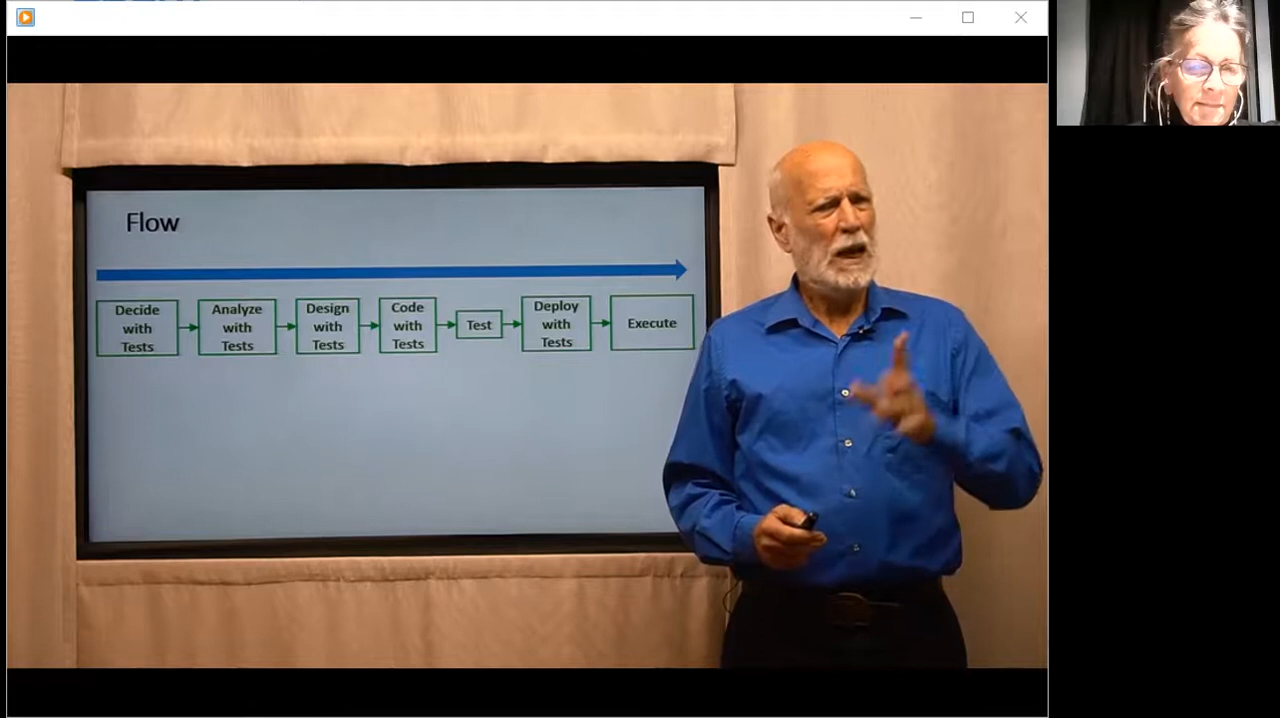 Flow
Decide
with
Tests
Analyze
with
Tests
Design
with
Tests
Code
with
Tests
Test
Deploy
with
Tests
Execute